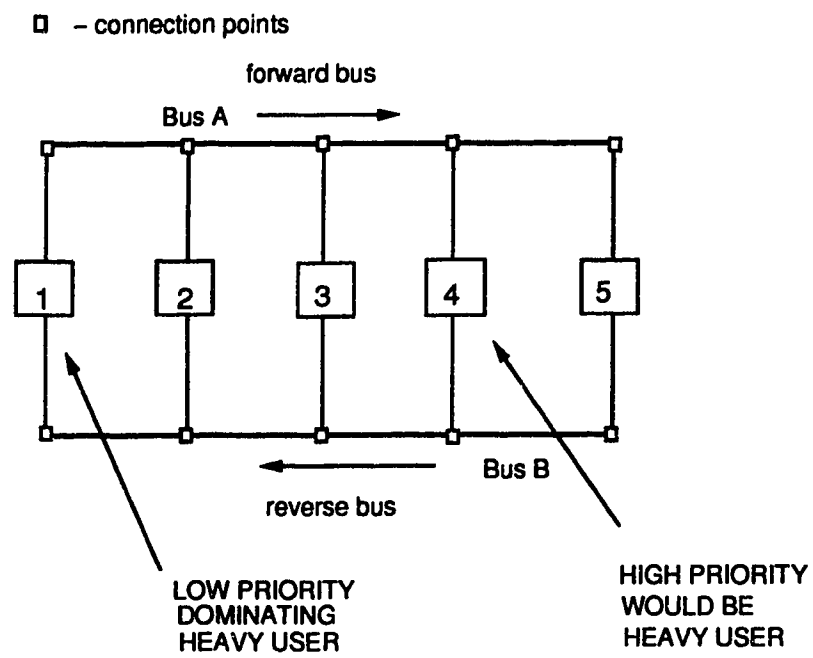 – connection points
forward bus
Bus A
1 2 3 4 5
Bus B
reverse bus
LOW PRIORITY
DOMINATING
HEAVY USER
HIGH PRIORITY
WOULD BE
HEAVY USER